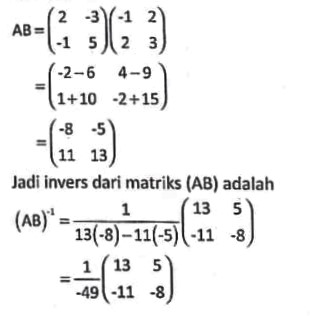 AB = (2 -3 -1 5)(-1 2 2 3)
= (-2-6 4-9 1+10 -2+15)
= (-8 -5 11 13)
Jadi invers dari matriks (AB) adalah
(AB)⁻¹ = 1/(13(-8)-11(-5)) (13 5 -11 -8)
= 1/-49 (13 5 -11 -8)